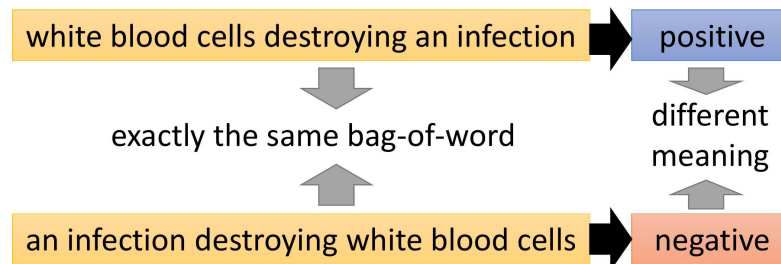 white blood cells destroying an infection
positive
exactly the same bag-of-word
different
meaning
an infection destroying white blood cells
negative